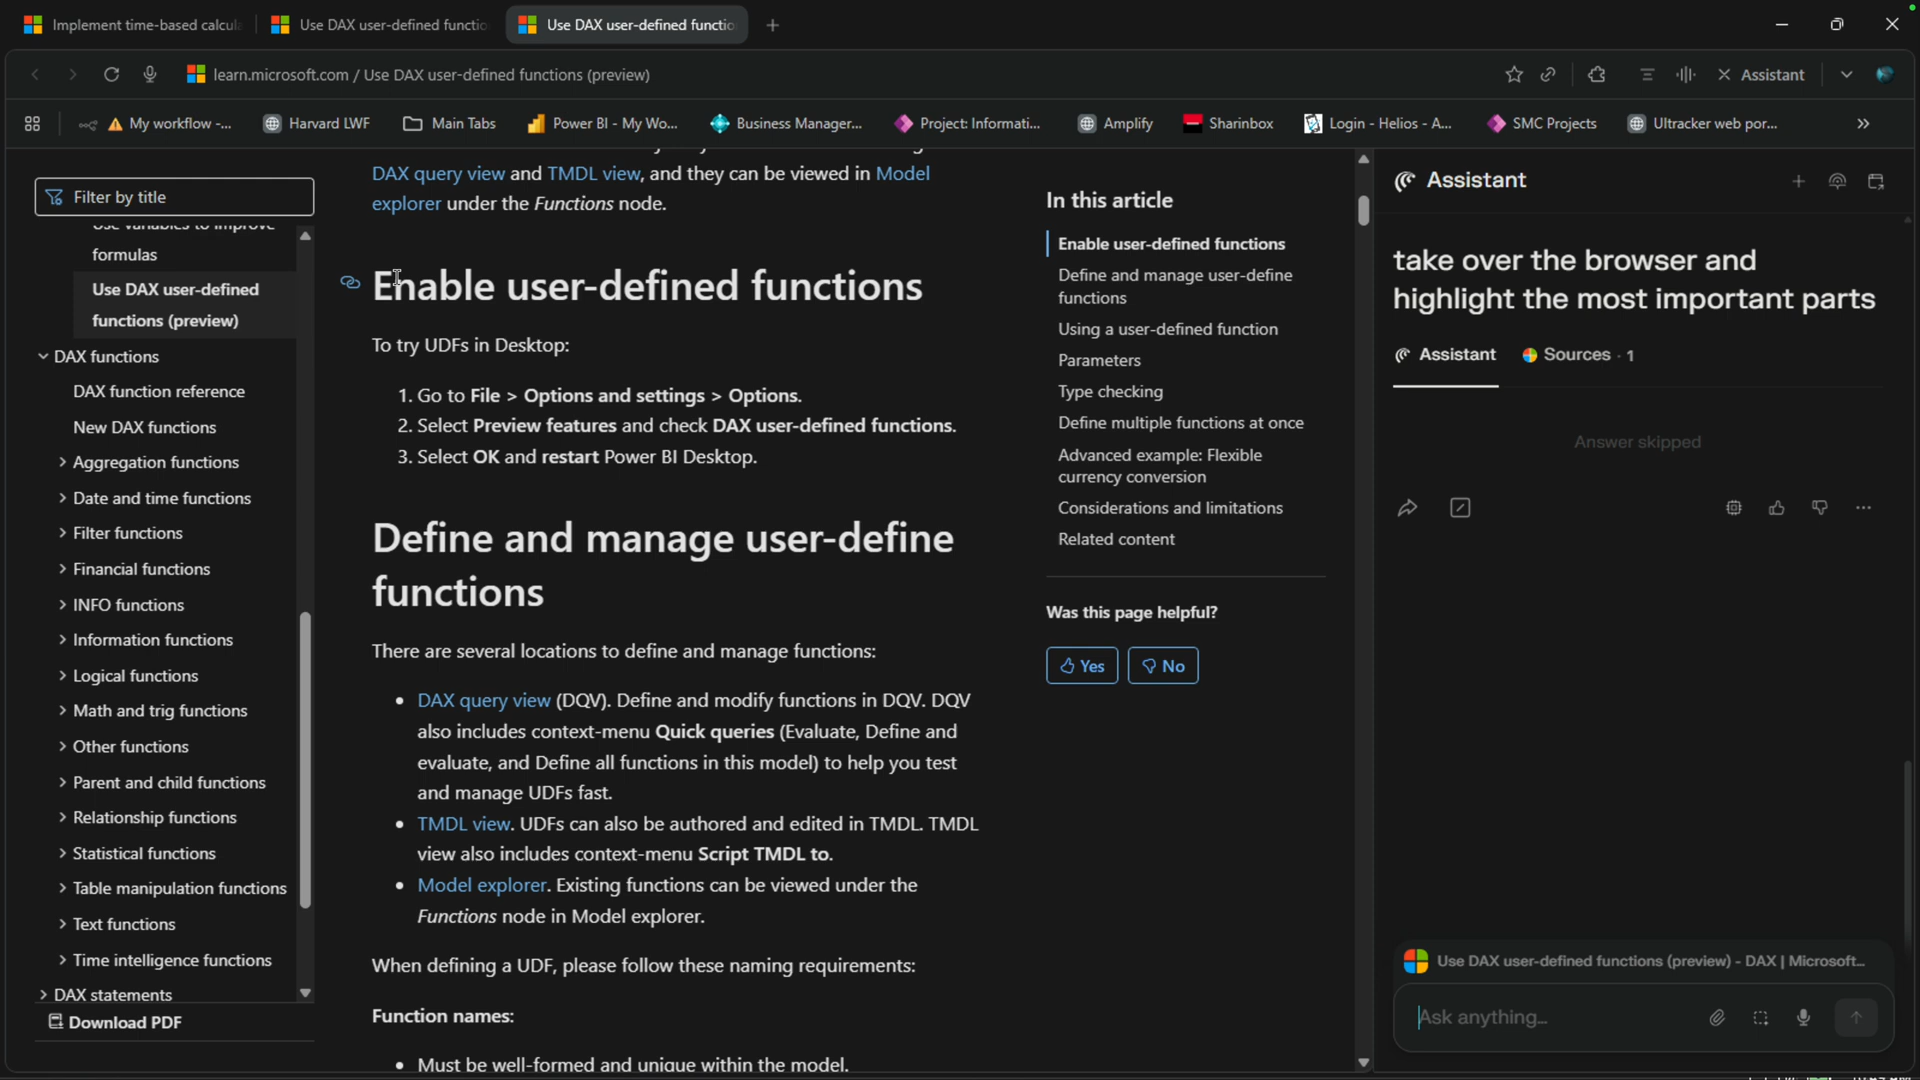 Implement time-based calcula
Use DAX user-defined functio
Use DAX user-defined functio
learn.microsoft.com / Use DAX user-defined functions (preview)
Assistant
My workflow -...
Harvard LWF
Main Tabs
Power BI - My Wo...
Business Manager...
Project: Informati...
Amplify
Sharinbox
Login - Helios - A...
SMC Projects
Ultracker web por...
Filter by title
Use variables to improve
formulas
Use DAX user-defined
functions (preview)
DAX functions
DAX function reference
New DAX functions
Aggregation functions
Date and time functions
Filter functions
Financial functions
INFO functions
Information functions
Logical functions
Math and trig functions
Other functions
Parent and child functions
Relationship functions
Statistical functions
Table manipulation functions
Text functions
Time intelligence functions
DAX statements
Download PDF
DAX query view and TMDL view, and they can be viewed in Model
explorer under the Functions node.
Enable user-defined functions
To try UDFs in Desktop:
1. Go to File > Options and settings > Options.
2. Select Preview features and check DAX user-defined functions.
3. Select OK and restart Power BI Desktop.
Define and manage user-define
functions
There are several locations to define and manage functions:
• DAX query view (DQV). Define and modify functions in DQV. DQV
also includes context-menu Quick queries (Evaluate, Define and
evaluate, and Define all functions in this model) to help you test
and manage UDFs fast.
• TMDL view. UDFs can also be authored and edited in TMDL. TMDL
view also includes context-menu Script TMDL to.
• Model explorer. Existing functions can be viewed under the
Functions node in Model explorer.
When defining a UDF, please follow these naming requirements:
Function names:
• Must be well-formed and unique within the model.
In this article
Enable user-defined functions
Define and manage user-define
functions
Using a user-defined function
Parameters
Type checking
Define multiple functions at once
Advanced example: Flexible
currency conversion
Considerations and limitations
Related content
Was this page helpful?
Yes
No
Assistant
take over the browser and
highlight the most important parts
Assistant
Sources · 1
Answer skipped
Use DAX user-defined functions (preview) - DAX | Microsoft...
Ask anything...